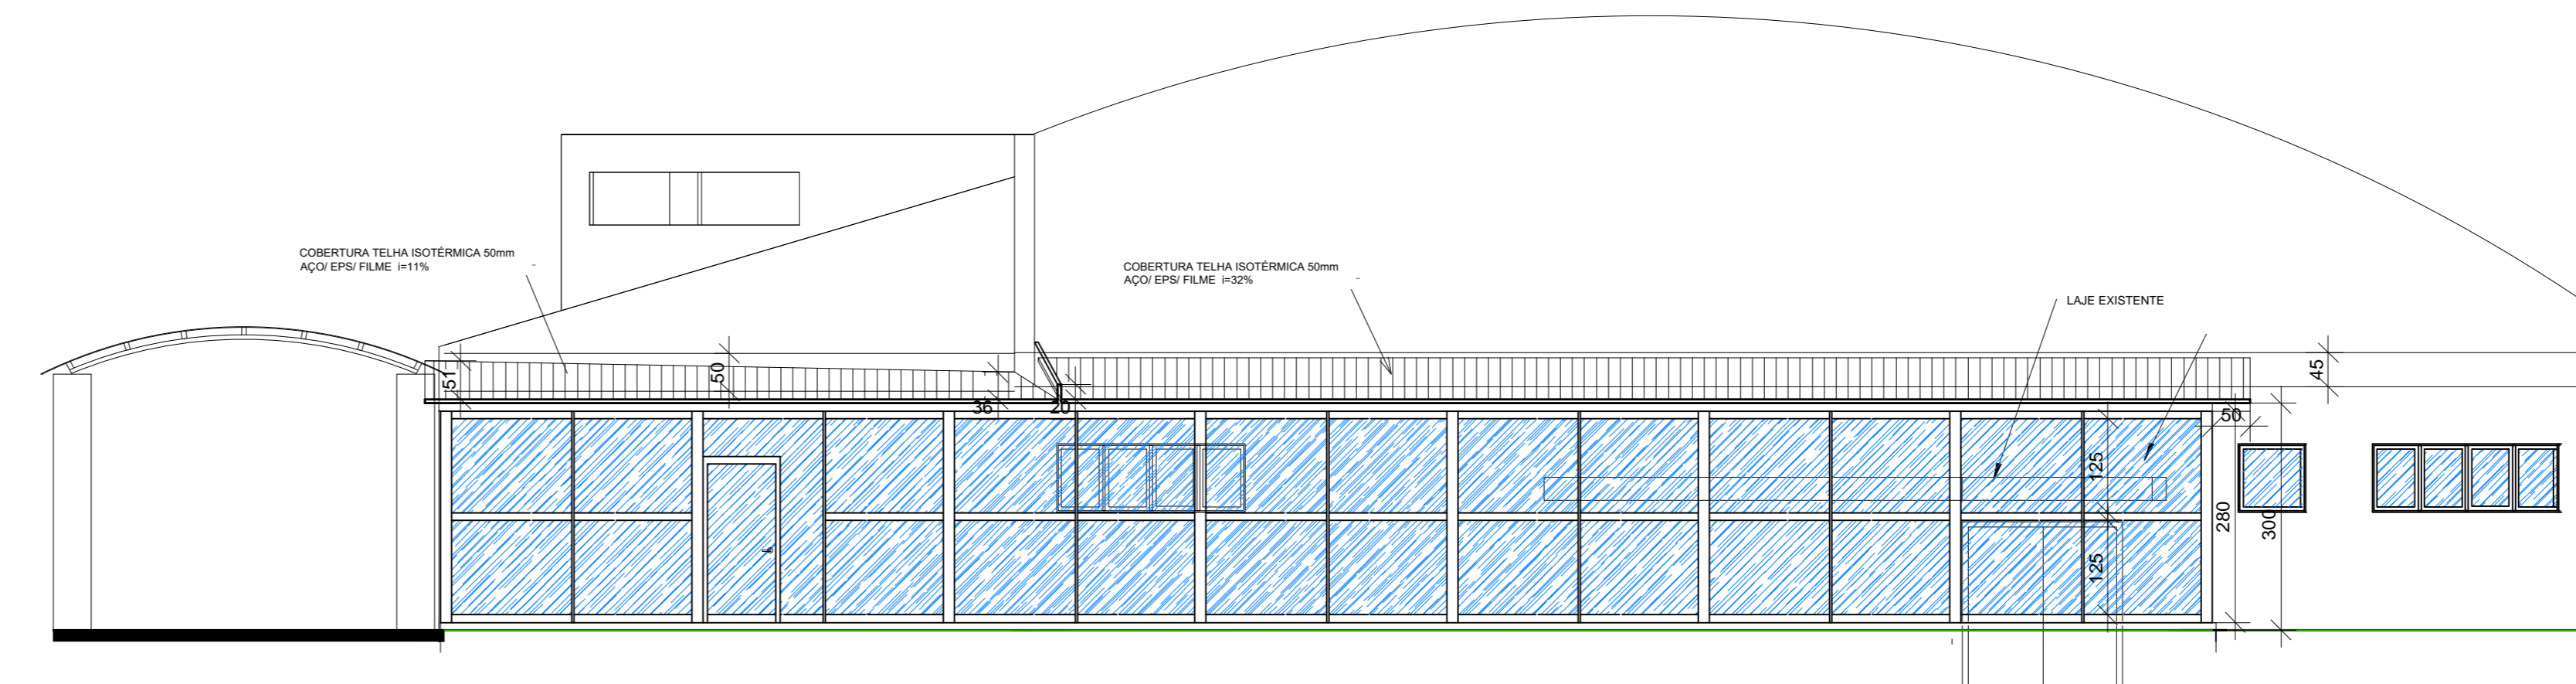 COBERTURA TELHA ISOTÉRMICA 50mm
AÇO/ EPS/ FILME i=11%
COBERTURA TELHA ISOTÉRMICA 50mm
AÇO/ EPS/ FILME i=32%
LAJE EXISTENTE
51
50
36
20
45
50
125
280
300
125